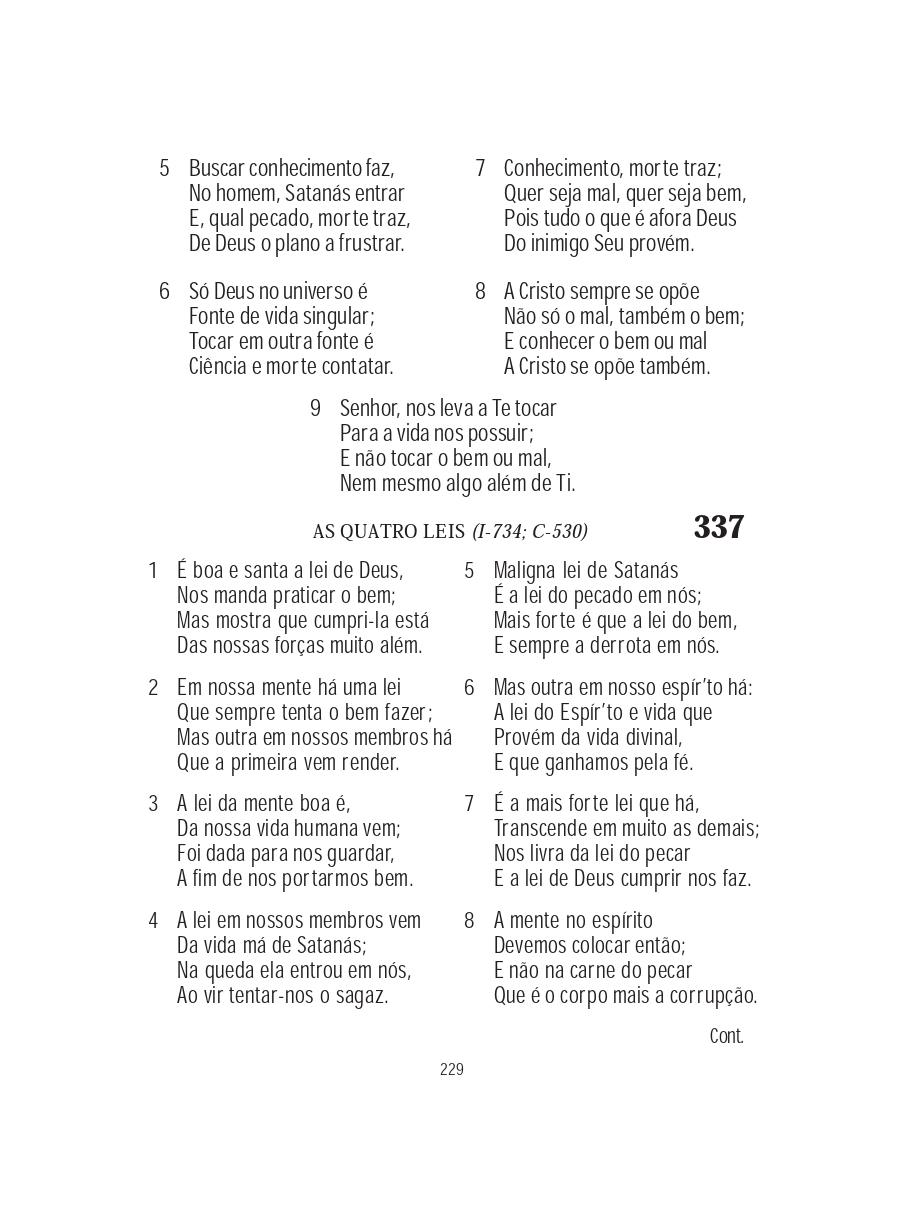 5 Buscar conhecimento faz,
No homem, Satanás entrar
E, qual pecado, morte traz,
De Deus o plano a frustrar.
6 Só Deus no universo é
Fonte de vida singular;
Tocar em outra fonte é
Ciência e morte contatar.
7 Conhecimento, morte traz;
Quer seja mal, quer seja bem,
Pois tudo o que é afora Deus
Do inimigo Seu provém.
8 A Cristo sempre se opõe
Não só o mal, também o bem;
E conhecer o bem ou mal
A Cristo se opõe também.
9 Senhor, nos leva a Te tocar
Para a vida nos possuir;
E não tocar o bem ou mal,
Nem mesmo algo além de Ti.
AS QUATRO LEIS (I-734; C-530) 337
1 É boa e santa a lei de Deus,
Nos manda praticar o bem;
Mas mostra que cumpri-la está
Das nossas forças muito além.
2 Em nossa mente há uma lei
Que sempre tenta o bem fazer;
Mas outra em nossos membros há
Que a primeira vem render.
3 A lei da mente boa é,
Da nossa vida humana vem;
Foi dada para nos guardar,
A fim de nos portarmos bem.
4 A lei em nossos membros vem
Da vida má de Satanás;
Na queda ela entrou em nós,
Ao vir tentar-nos o sagaz.
5 Maligna lei de Satanás
É a lei do pecado em nós;
Mais forte é que a lei do bem,
E sempre a derrota em nós.
6 Mas outra em nosso espír’to há:
A lei do Espír’to e vida que
Provém da vida divinal,
E que ganhamos pela fé.
7 É a mais forte lei que há,
Transcende em muito as demais;
Nos livra da lei do pecar
E a lei de Deus cumprir nos faz.
8 A mente no espírito
Devemos colocar então;
E não na carne do pecar
Que é o corpo mais a corrupção.
Cont.
229